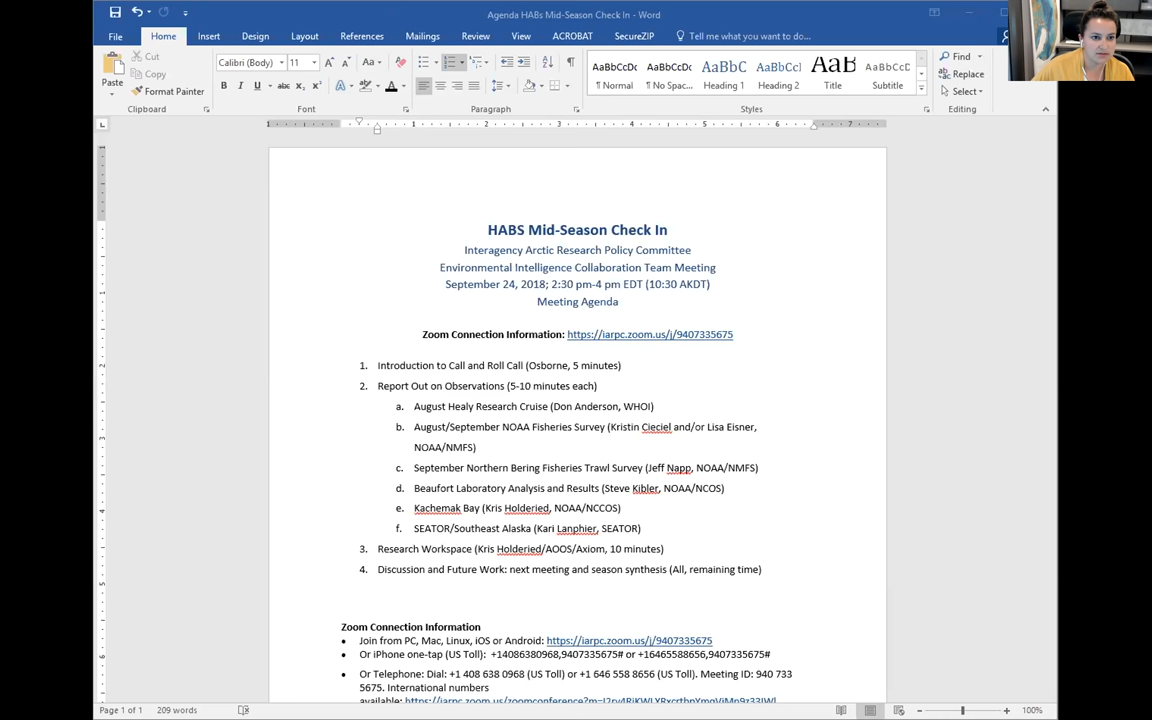 Agenda HABs Mid-Season Check In - Word
File Home Insert Design Layout References Mailings Review View ACROBAT SecureZIP Tell me what you want to do...
Paste
Cut
Copy
Format Painter
Clipboard
Calibri (Body) 11
Font
Paragraph
AaBbCcDc AaBbCcDc AaBbC AaBbCcI AaB AaBbCcDc
¶ Normal ¶ No Spac... Heading 1 Heading 2 Title Subtitle
Styles
Find
Replace
Select
Editing
HABS Mid-Season Check In
Interagency Arctic Research Policy Committee
Environmental Intelligence Collaboration Team Meeting
September 24, 2018; 2:30 pm-4 pm EDT (10:30 AKDT)
Meeting Agenda
Zoom Connection Information: https://iarpc.zoom.us/j/9407335675
1. Introduction to Call and Roll Call (Osborne, 5 minutes)
2. Report Out on Observations (5-10 minutes each)
a. August Healy Research Cruise (Don Anderson, WHOI)
b. August/September NOAA Fisheries Survey (Kristin Cieciel and/or Lisa Eisner,
NOAA/NMFS)
c. September Northern Bering Fisheries Trawl Survey (Jeff Napp, NOAA/NMFS)
d. Beaufort Laboratory Analysis and Results (Steve Kibler, NOAA/NCOS)
e. Kachemak Bay (Kris Holderied, NOAA/NCCOS)
f. SEATOR/Southeast Alaska (Kari Lanphier, SEATOR)
3. Research Workspace (Kris Holderied/AOOS/Axiom, 10 minutes)
4. Discussion and Future Work: next meeting and season synthesis (All, remaining time)
Zoom Connection Information
• Join from PC, Mac, Linux, iOS or Android: https://iarpc.zoom.us/j/9407335675
• Or iPhone one-tap (US Toll): +14086380968,9407335675# or +16465588656,9407335675#
• Or Telephone: Dial: +1 408 638 0968 (US Toll) or +1 646 558 8656 (US Toll). Meeting ID: 940 733
5675. International numbers
available:
Page 1 of 1 209 words 100%